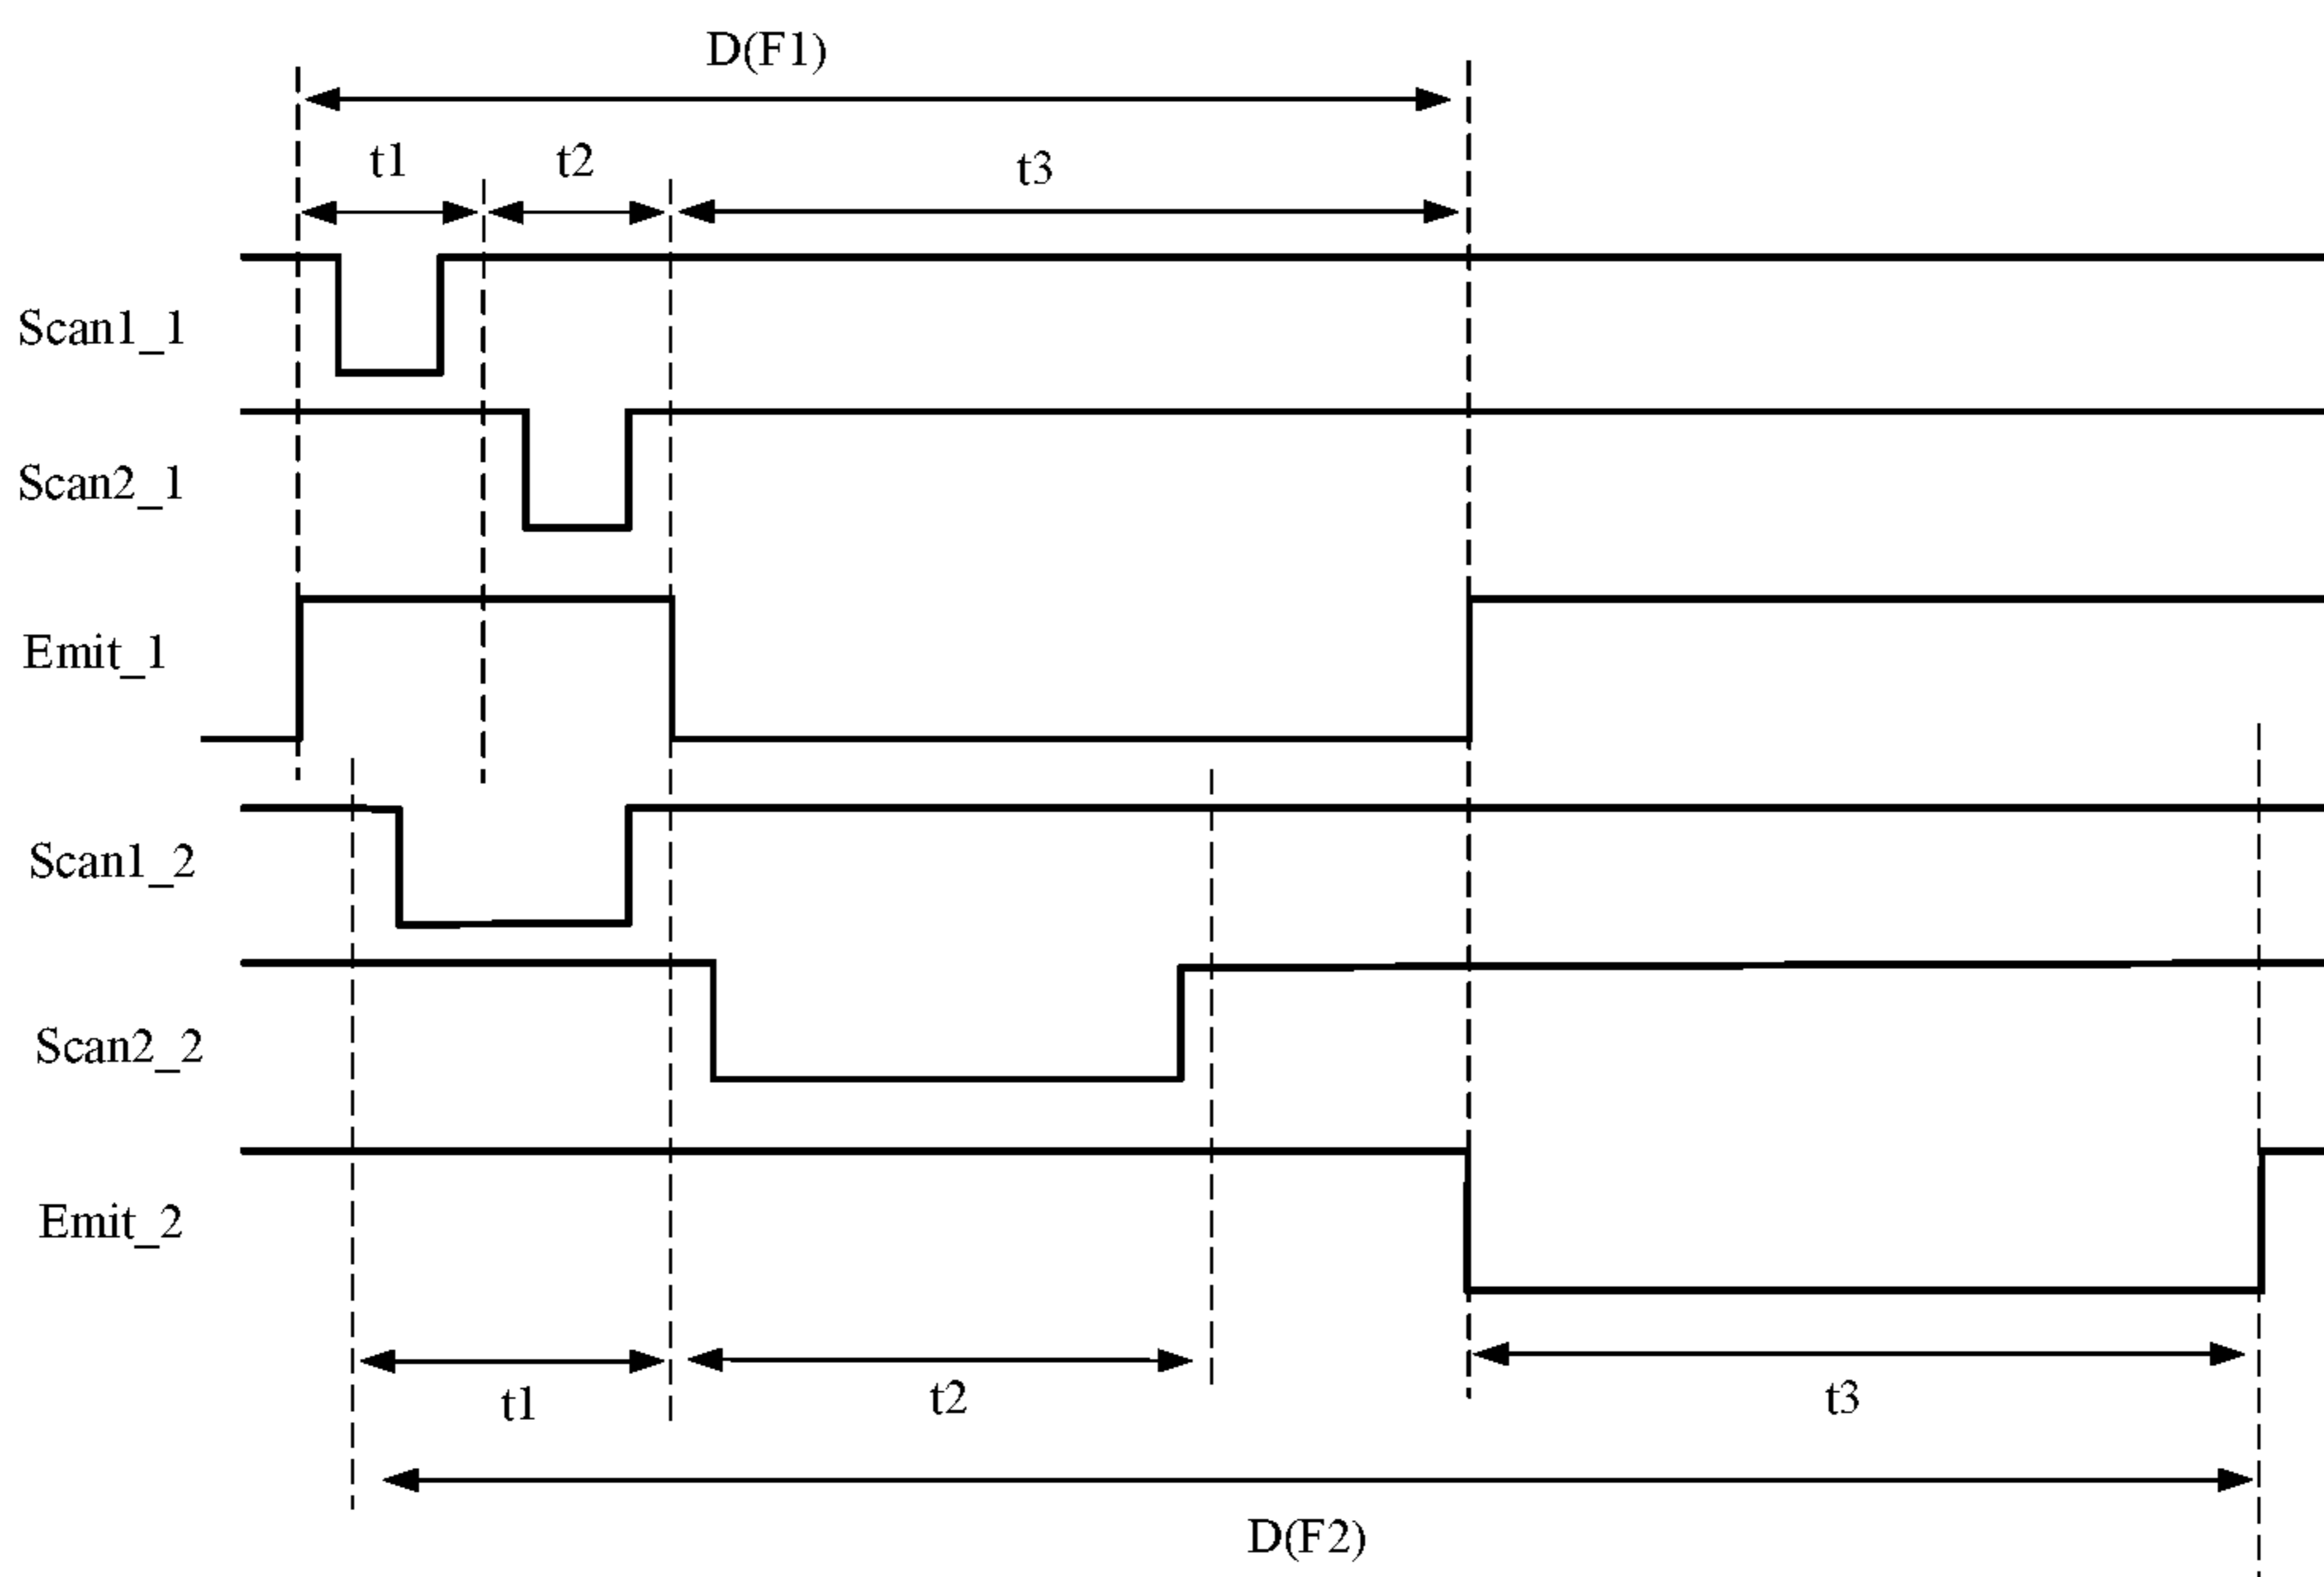 D(F1)
t1 t2 t3
Scan1_1
Scan2_1
Emit_1
Scan1_2
Scan2_2
Emit_2
t1 t2 t3
D(F2)